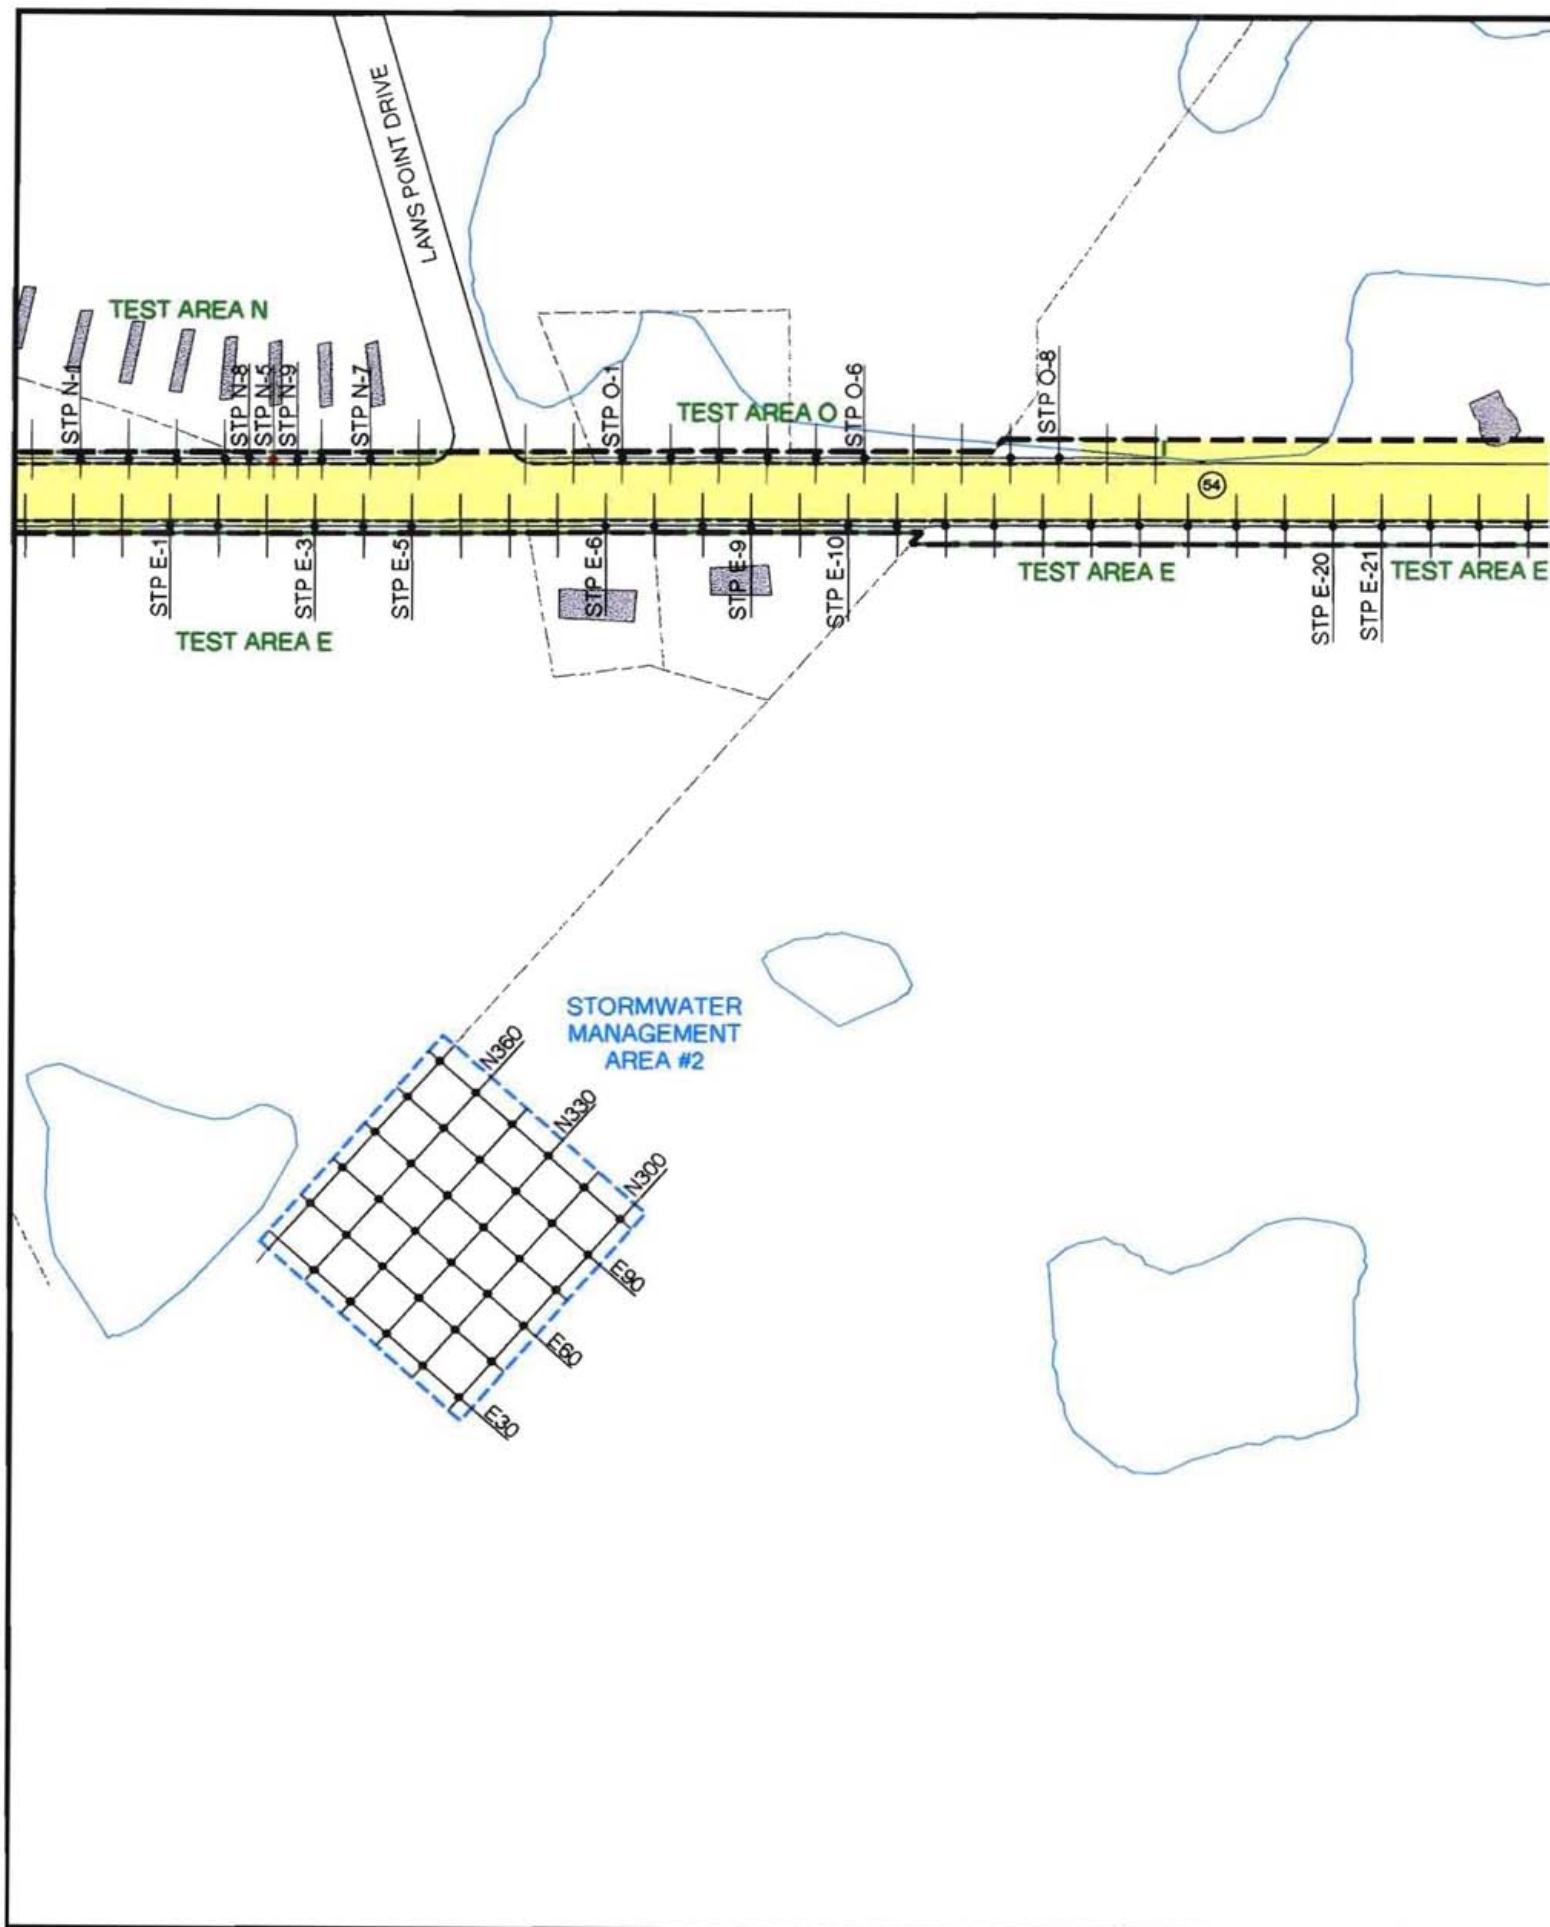 LAWS POINT DRIVE
TEST AREA N
STP N-1
STP N-8
STP N-5
STP N-9
STP N-7
STP O-1
TEST AREA O
STP O-6
STP O-8
54
STP E-1
STP E-3
STP E-5
STP E-6
STP E-9
STP E-10
TEST AREA E
STP E-20
STP E-21
TEST AREA E
TEST AREA E
STORMWATER
MANAGEMENT
AREA #2
N360
N330
N300
E90
E60
E30